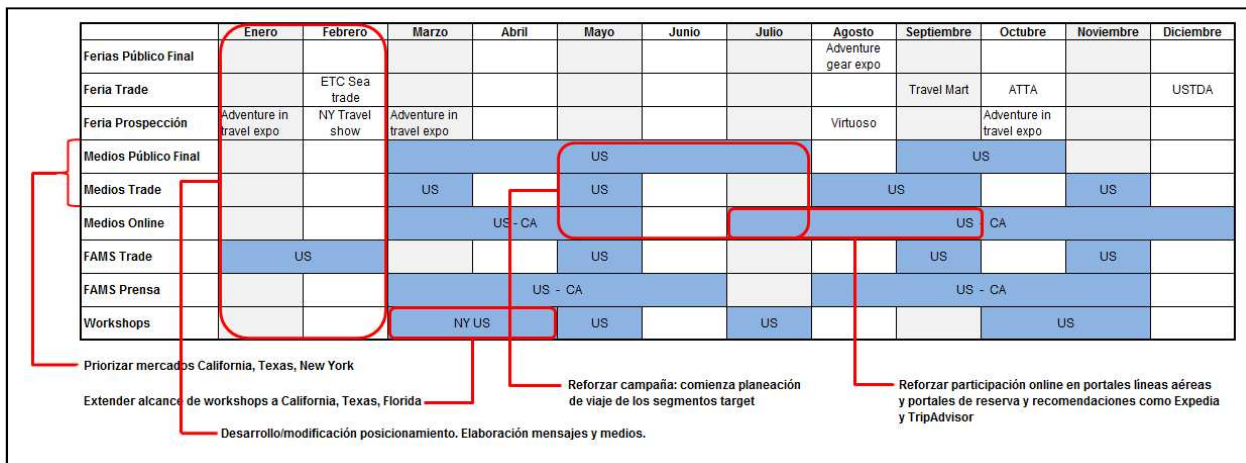 Enero Febrero Marzo Abril Mayo Junio Julio Agosto Septiembre Octubre Noviembre Diciembre
Ferias Público Final
Adventure
gear expo
Feria Trade
ETC Sea
trade
Travel Mart
ATTA
USTDA
Feria Prospección
Adventure in
travel expo
NY Travel
show
Adventure in
travel expo
Virtuoso
Adventure in
travel expo
Medios Público Final
US
US
Medios Trade
US
US
US
US
Medios Online
US - CA
US - CA
FAMS Trade
US
US
US
US
FAMS Prensa
US - CA
US - CA
Workshops
NY US
US
US
US
Priorizar mercados California, Texas, New York
Extender alcance de workshops a California, Texas, Florida
Desarrollo/modificación posicionamiento. Elaboración mensajes y medios.
Reforzar campaña: comienza planeación
de viaje de los segmentos target
Reforzar participación online en portales líneas aéreas
y portales de reserva y recomendaciones como Expedia
y TripAdvisor